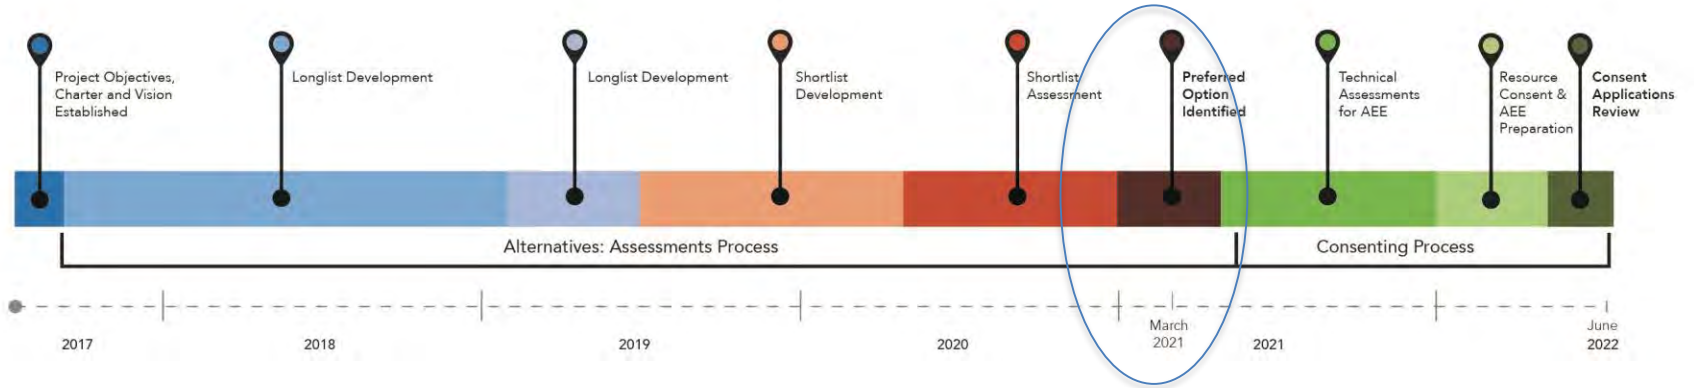 Project Objectives,
Charter and Vision
Established
Longlist Development
Longlist Development
Shortlist
Development
Shortlist
Assessment
Preferred
Option
Identified
Technical
Assessments
for AEE
Resource
Consent &
AEE
Preparation
Consent
Applications
Review
Alternatives: Assessments Process
Consenting Process
2017
2018
2019
2020
March
2021
2021
June
2022